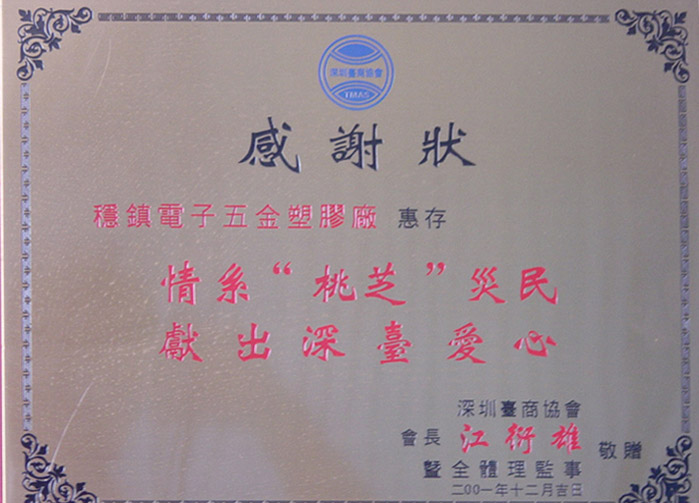 深圳臺商協會
TMAS
感謝狀
穩鎮電子五金塑膠廠 惠存
情系“桃芝”災民
獻出深臺愛心
深圳臺商協會
會長 江衍雄 敬贈
暨全體理監事
二00一年十二月吉日